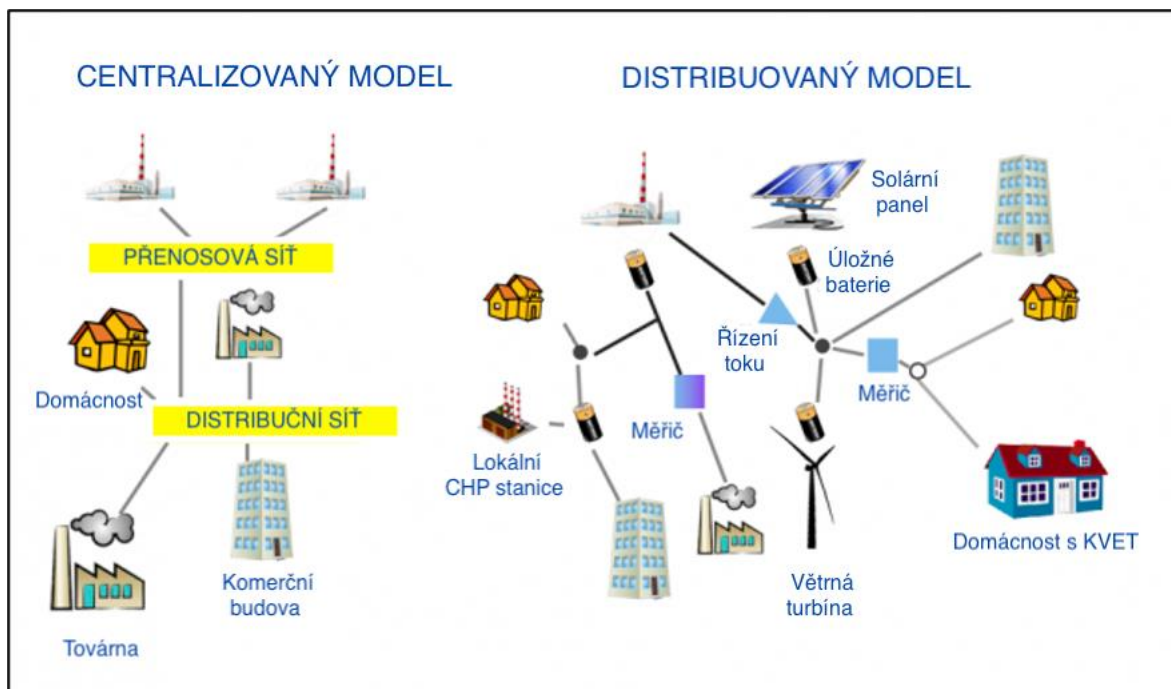 CENTRALIZOVANÝ MODEL
PŘENOSOVÁ SÍŤ
Domácnost
DISTRIBUČNÍ SÍŤ
Komerční
budova
Továrna
DISTRIBUOVANÝ MODEL
Solární
panel
Úložné
baterie
Řízení
toku
Měřič
Měřič
Lokální
CHP stanice
Domácnost s KVET
Větrná
turbína